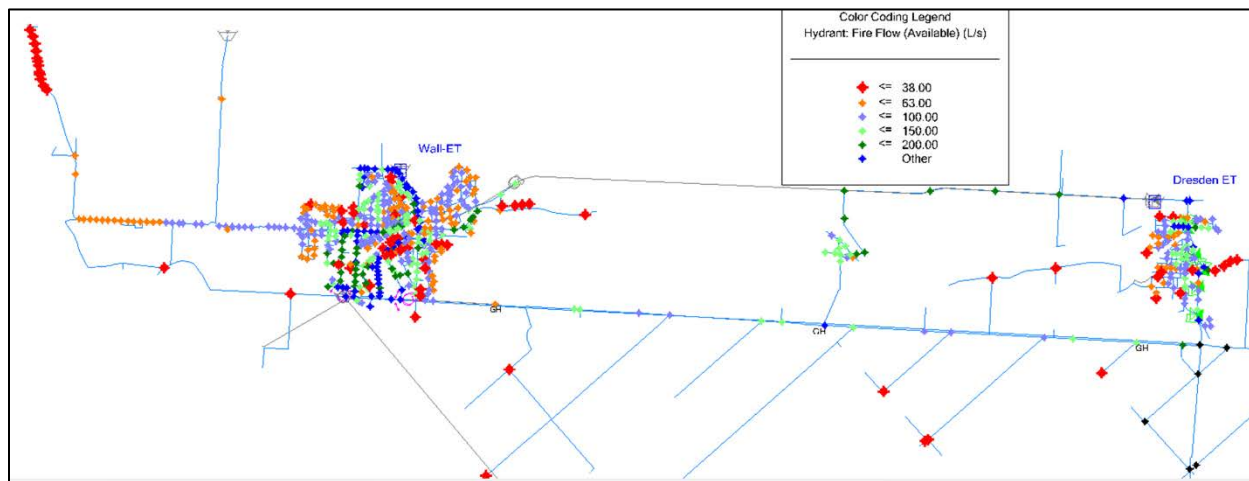 Color Coding Legend
Hydrant: Fire Flow (Available) (L/s)
<= 38.00
<= 63.00
<= 100.00
<= 150.00
<= 200.00
Other
Wall-ET
Dresden ET
GH
GH
GH